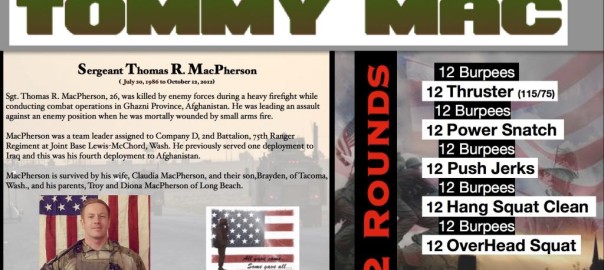 TOMMY MAC
Sergeant Thomas R. MacPherson
( July 20, 1986 to October 12, 2012)
Sgt. Thomas R. MacPherson, 26, was killed by enemy forces during a heavy firefight while
conducting combat operations in Ghazni Province, Afghanistan. He was leading an assault
against an enemy position when he was mortally wounded by small arms fire.
MacPherson was a team leader assigned to Company D, 2nd Battalion, 75th Ranger
Regiment at Joint Base Lewis-McChord, Wash. He previously served one deployment to
Iraq and this was his fourth deployment to Afghanistan.
MacPherson is survived by his wife, Claudia MacPherson, and their son,Brayden, of Tacoma,
Wash., and his parents, Troy and Diona MacPherson of Long Beach.
All gave some,
Some gave all...
2 ROUNDS
12 Burpees
12 Thruster (115/75)
12 Burpees
12 Power Snatch
12 Burpees
12 Push Jerks
12 Burpees
12 Hang Squat Clean
12 Burpees
12 OverHead Squat